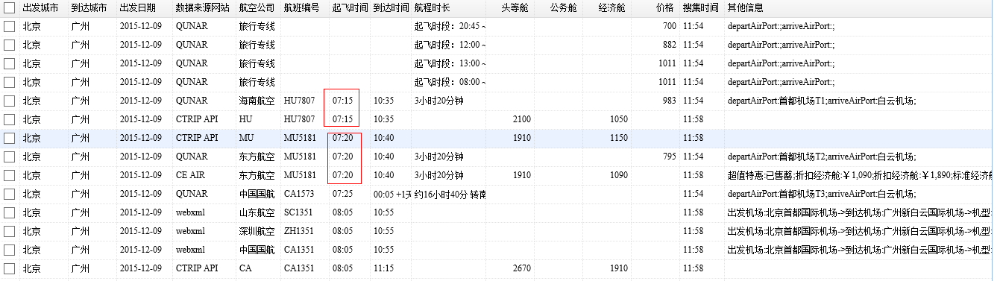 出发城市 到达城市 出发日期 数据来源网站 航空公司 航班编号 起飞时间 到达时间 航程时长 头等舱 公务舱 经济舱 价格 搜集时间 其他信息
北京 广州 2015-12-09 QUNAR 旅行专线 起飞时段：20:45 ~ 700 11:54 departAirPort:;arriveAirPort:;
北京 广州 2015-12-09 QUNAR 旅行专线 起飞时段：12:00 ~ 882 11:54 departAirPort:;arriveAirPort:;
北京 广州 2015-12-09 QUNAR 旅行专线 起飞时段：13:00 ~ 1011 11:54 departAirPort:;arriveAirPort:;
北京 广州 2015-12-09 QUNAR 旅行专线 起飞时段：08:00 ~ 1011 11:54 departAirPort:;arriveAirPort:;
北京 广州 2015-12-09 QUNAR 海南航空 HU7807 07:15 10:35 3小时20分钟 983 11:54 departAirPort:首都机场T1;arriveAirPort:白云机场;
北京 广州 2015-12-09 CTRIP API HU HU7807 07:15 10:35 2100 1050 11:58
北京 广州 2015-12-09 CTRIP API MU MU5181 07:20 10:40 1910 1150 11:58
北京 广州 2015-12-09 QUNAR 东方航空 MU5181 07:20 10:40 3小时20分钟 795 11:54 departAirPort:首都机场T2;arriveAirPort:白云机场;
北京 广州 2015-12-09 CE AIR 东方航空 MU5181 07:20 10:40 3小时20分钟 1910 1090 11:58 超值特惠:已售罄;折扣经济舱:￥1,090;折扣经济舱:￥1,890;标准经济舱
北京 广州 2015-12-09 QUNAR 中国国航 CA1573 07:25 00:05 +1天 约16小时40分 转南 11:54 departAirPort:首都机场T3;arriveAirPort:白云机场;
北京 广州 2015-12-09 webxml 山东航空 SC1351 08:05 10:55 11:58 出发机场:北京首都国际机场->到达机场:广州新白云国际机场->机型:
北京 广州 2015-12-09 webxml 深圳航空 ZH1351 08:05 10:55 11:58 出发机场:北京首都国际机场->到达机场:广州新白云国际机场->机型:
北京 广州 2015-12-09 webxml 中国国航 CA1351 08:05 10:55 11:58 出发机场:北京首都国际机场->到达机场:广州新白云国际机场->机型:
北京 广州 2015-12-09 CTRIP API CA CA1351 08:05 11:15 2670 1910 11:58